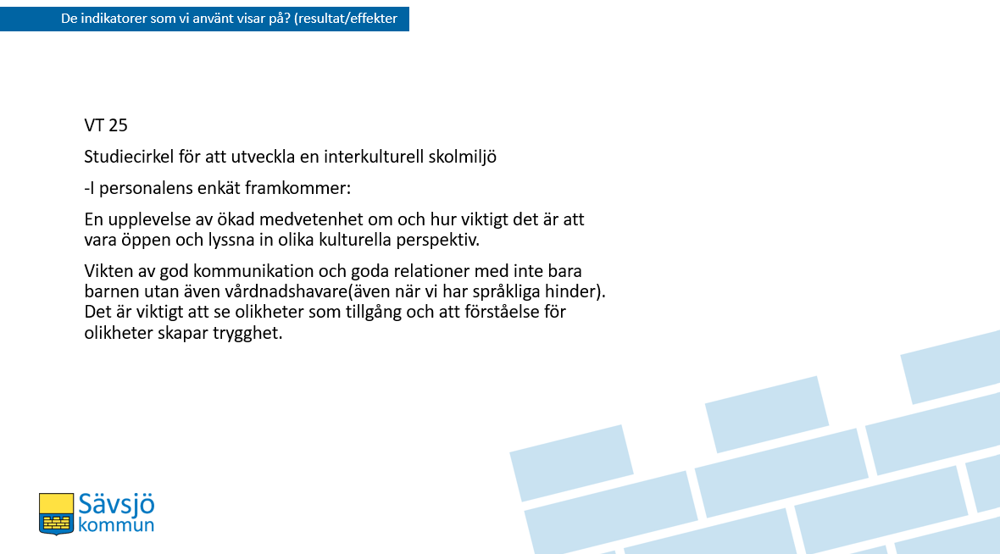 De indikatorer som vi använt visar på? (resultat/effekter
VT 25
Studiecirkel för att utveckla en interkulturell skolmiljö
-I personalens enkät framkommer:
En upplevelse av ökad medvetenhet om och hur viktigt det är att
vara öppen och lyssna in olika kulturella perspektiv.
Vikten av god kommunikation och goda relationer med inte bara
barnen utan även vårdnadshavare(även när vi har språkliga hinder).
Det är viktigt att se olikheter som tillgång och att förståelse för
olikheter skapar trygghet.
Sävsjö
kommun